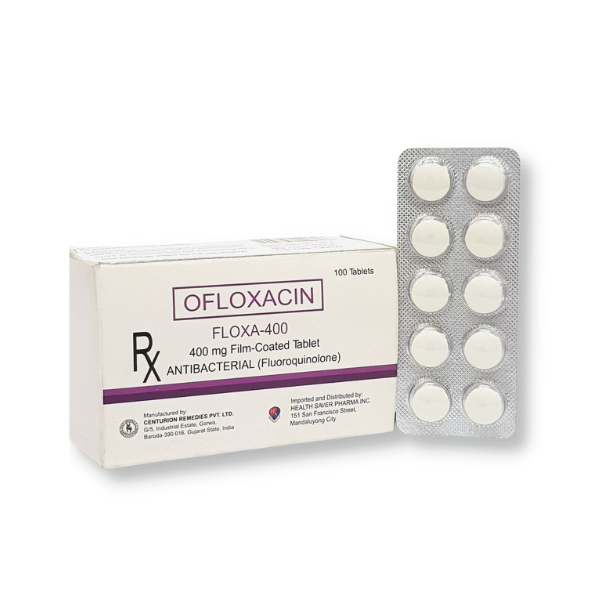 100 Tablets
OFLOXACIN
FLOXA-400
400 mg Film-Coated Tablet
Rx
ANTIBACTERIAL (Fluoroquinolone)
Manufactured by:
CENTURION REMEDIES PVT. LTD.
G/5, Industrial Estate, Gorwa,
Baroda-390 016, Gujarat State, India
Imported and Distributed by:
HEALTH SAVER PHARMA INC.
151 San Francisco Street,
Mandaluyong City